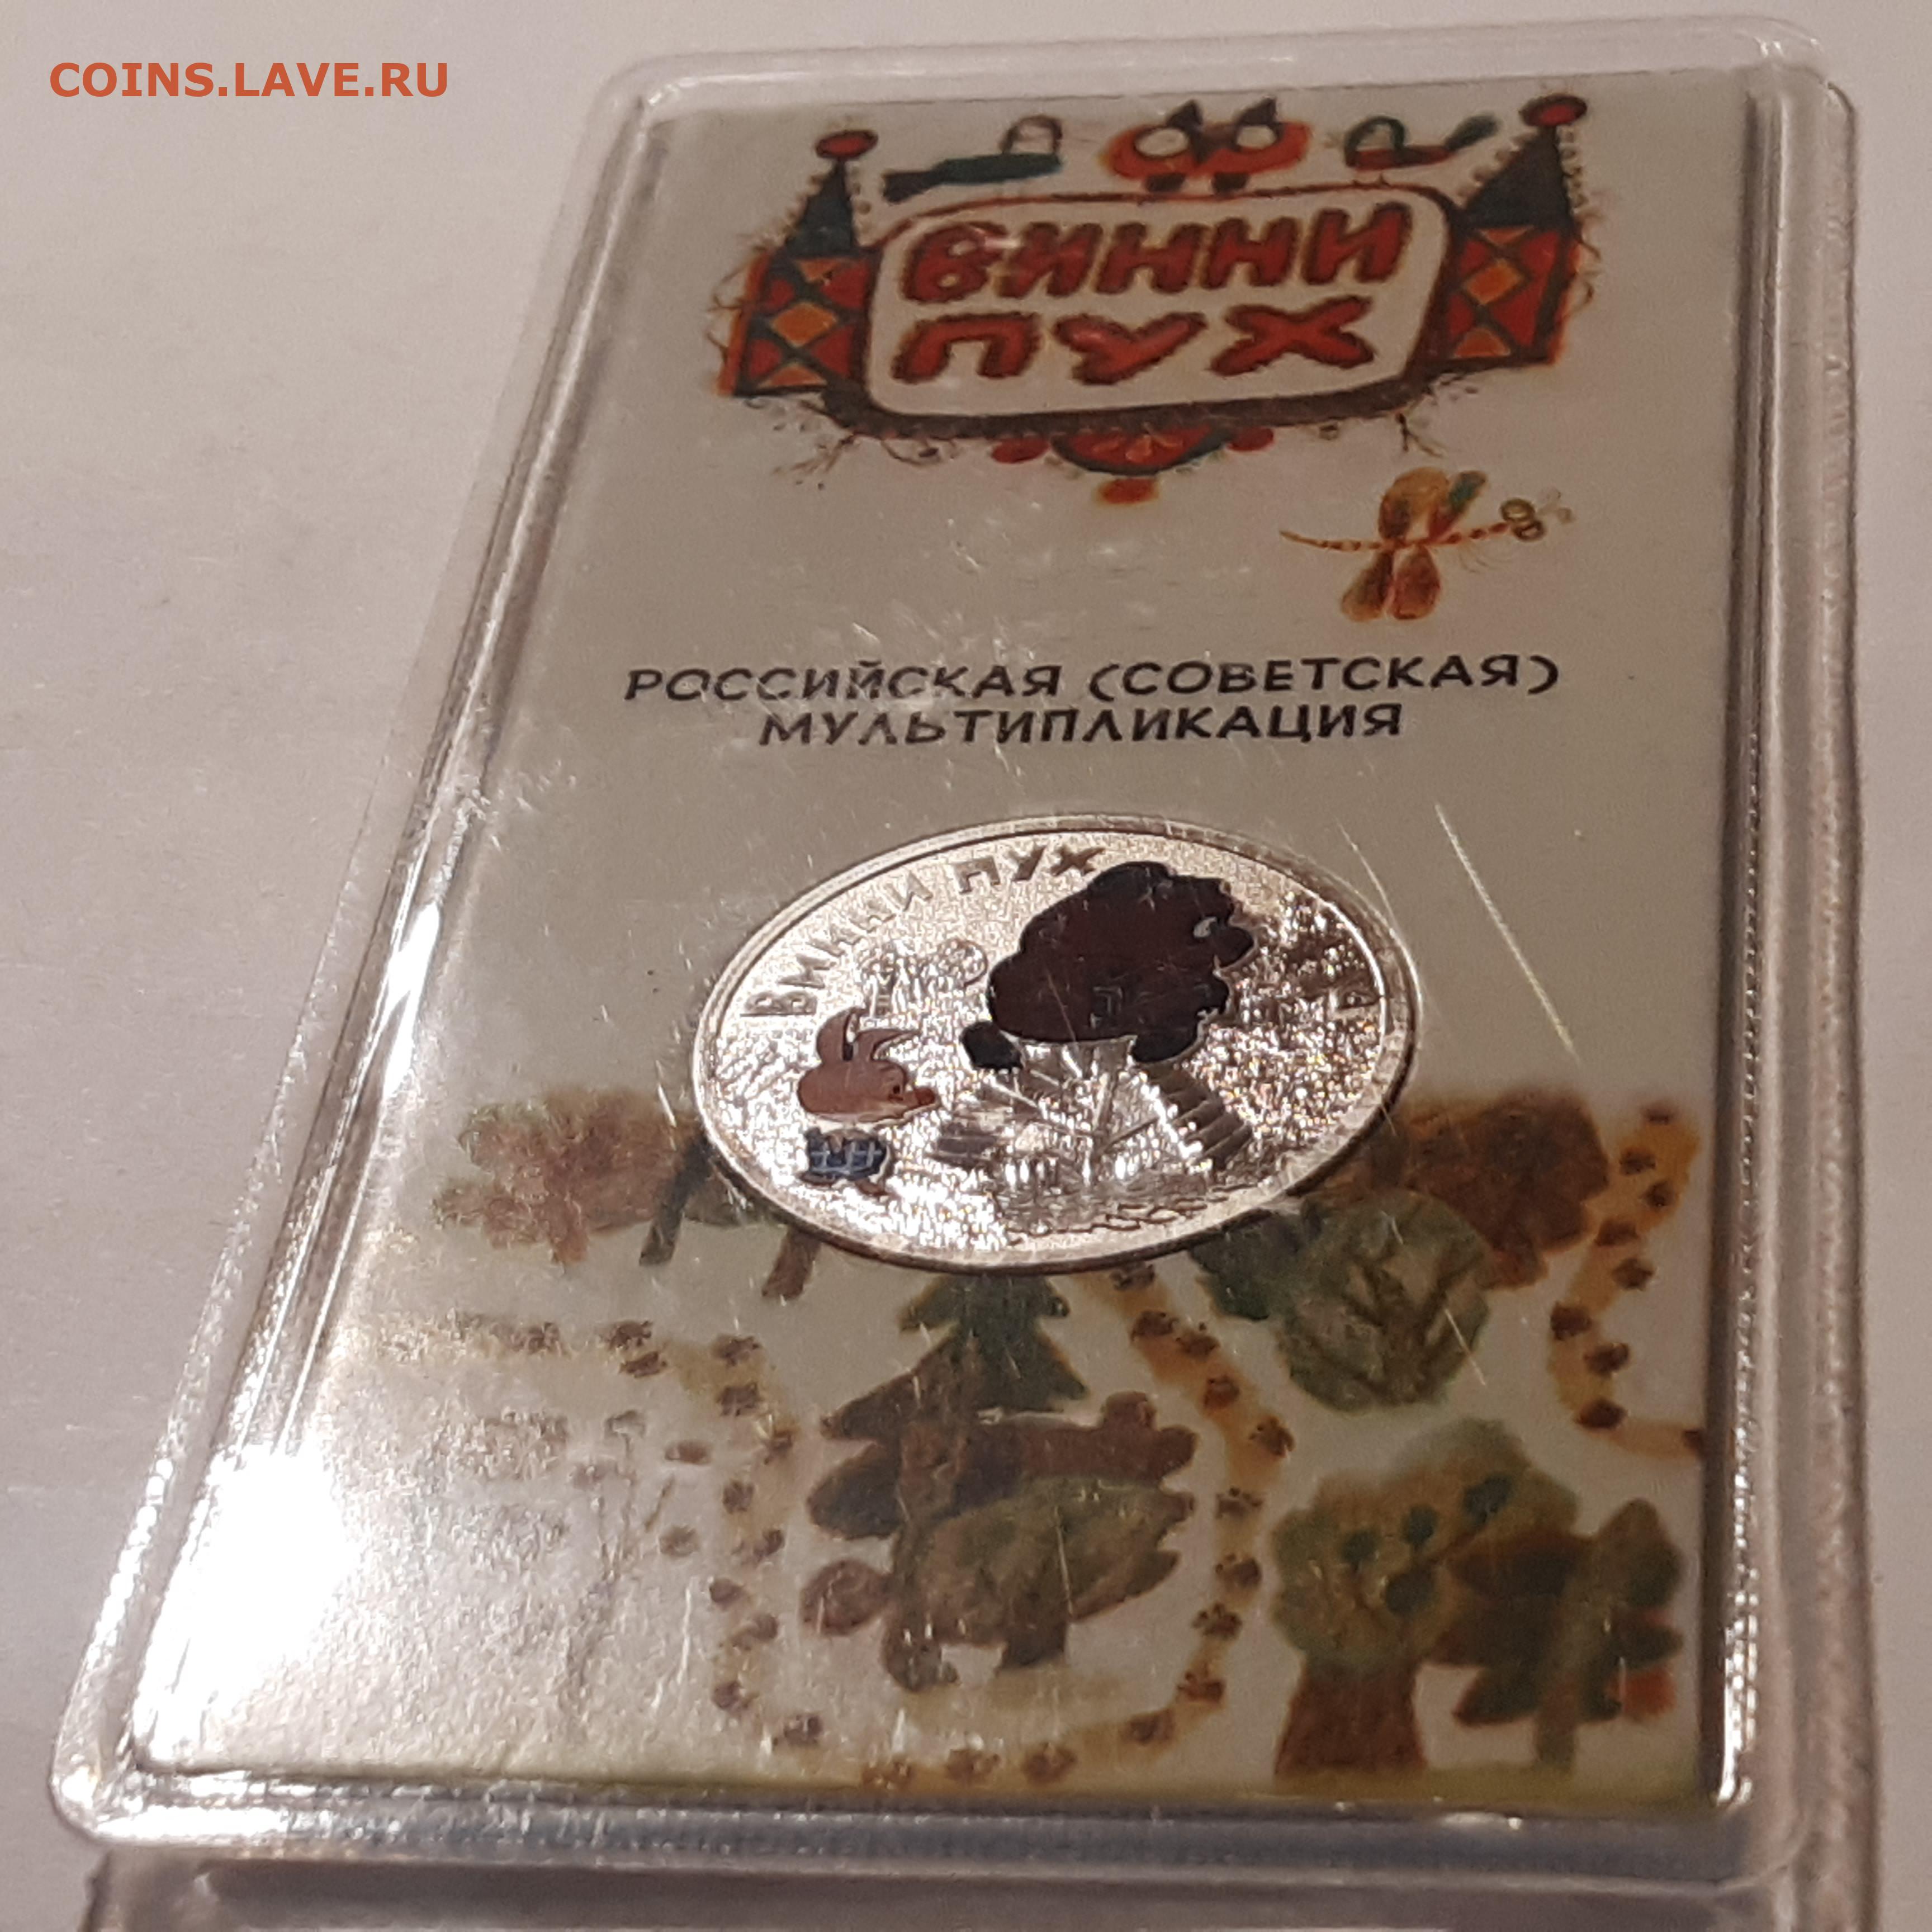 COINS.LAVE.RU
ВИННИ
ПУХ
РОССИЙСКАЯ (СОВЕТСКАЯ)
МУЛЬТИПЛИКАЦИЯ
Винни пух